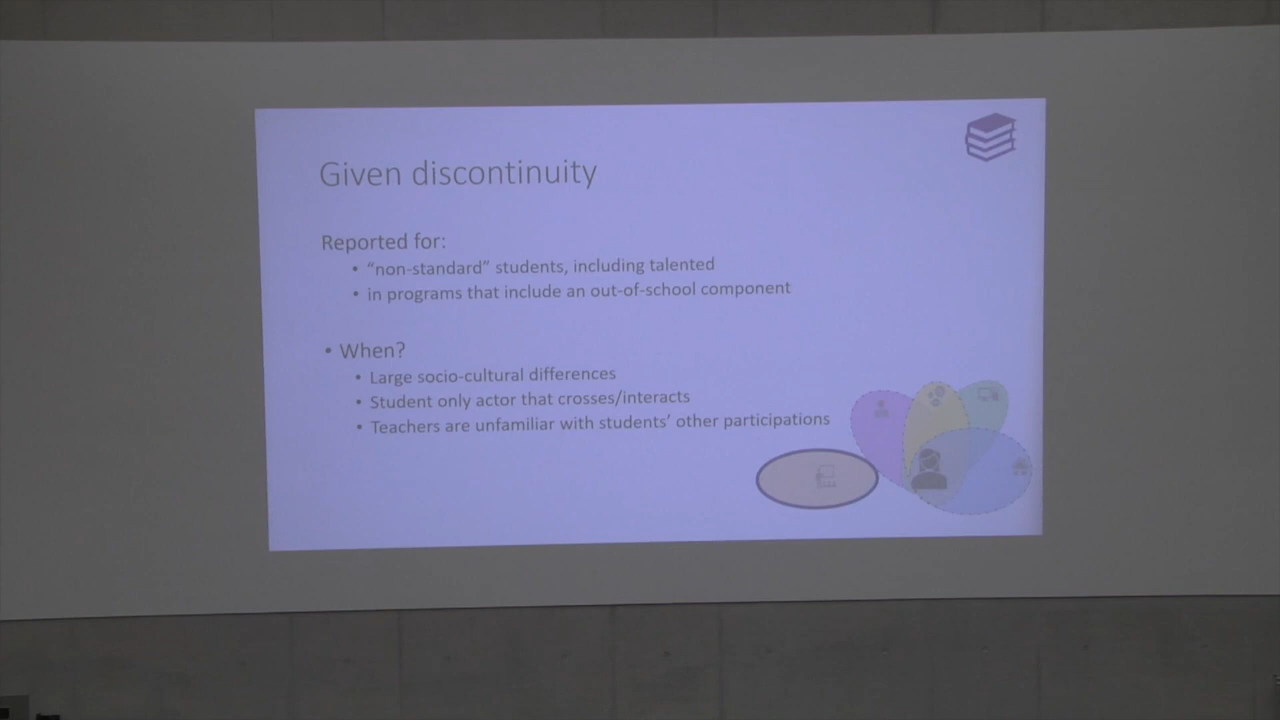 Given discontinuity
Reported for:
• “non-standard” students, including talented
• in programs that include an out-of-school component
• When?
• Large socio-cultural differences
• Student only actor that crosses/interacts
• Teachers are unfamiliar with students’ other participations